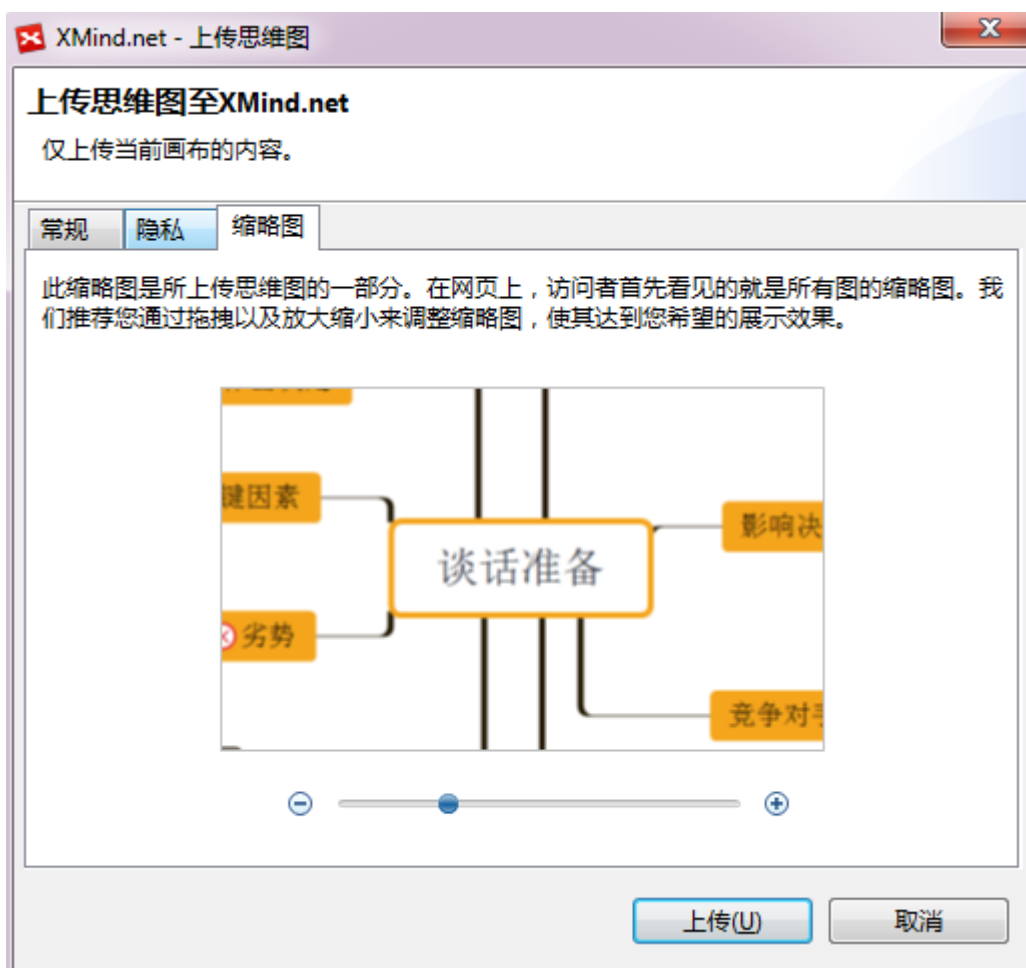 XMind.net - 上传思维图
上传思维图至XMind.net
仅上传当前画布的内容。
常规 隐私 缩略图
此缩略图是所上传思维图的一部分。在网页上，访问者首先看见的就是所有图的缩略图。我
们推荐您通过拖拽以及放大缩小来调整缩略图，使其达到您希望的展示效果。
键因素
影响决
谈话准备
劣势
竞争对手
上传(U) 取消